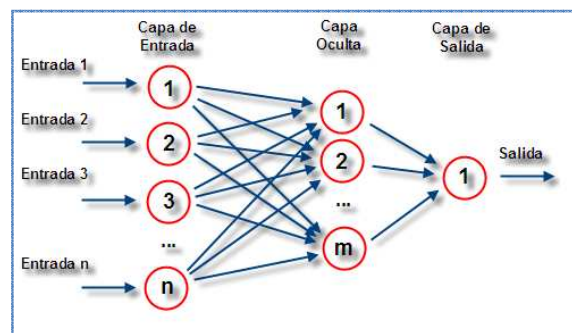 Capa de
Entrada
Capa
Oculta
Capa de
Salida
Entrada 1
1
Entrada 2
2
Entrada 3
3
...
Entrada n
n
1
2
...
m
1
Salida